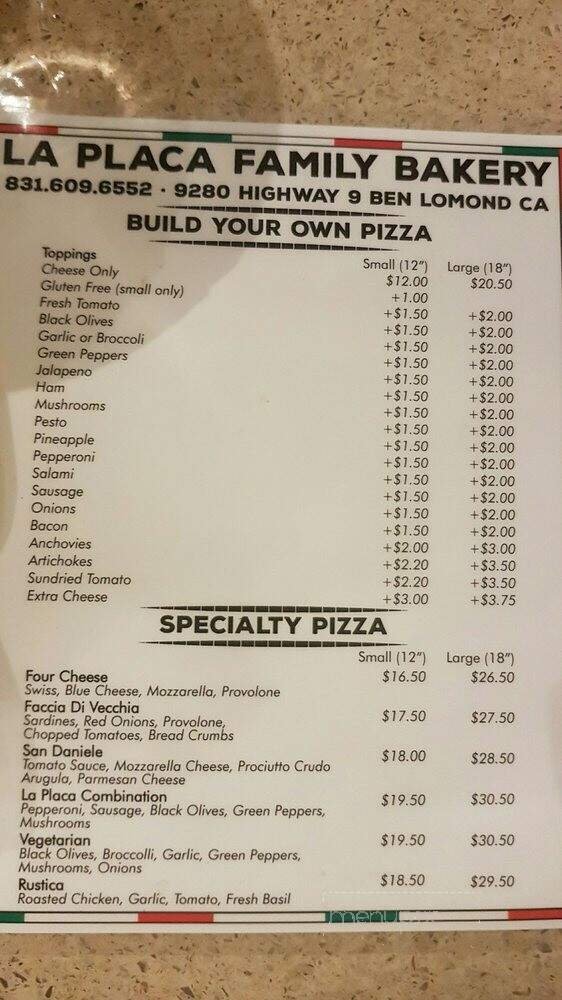 LA PLACA FAMILY BAKERY
831.609.6552 · 9280 HIGHWAY 9 BEN LOMOND CA
BUILD YOUR OWN PIZZA
Toppings Small (12") Large (18")
Cheese Only $12.00 $20.50
Gluten Free (small only) +1.00
Fresh Tomato +$1.50 +$2.00
Black Olives +$1.50 +$2.00
Garlic or Broccoli +$1.50 +$2.00
Green Peppers +$1.50 +$2.00
Jalapeno +$1.50 +$2.00
Ham +$1.50 +$2.00
Mushrooms +$1.50 +$2.00
Pesto +$1.50 +$2.00
Pineapple +$1.50 +$2.00
Pepperoni +$1.50 +$2.00
Salami +$1.50 +$2.00
Sausage +$1.50 +$2.00
Onions +$1.50 +$2.00
Bacon +$1.50 +$2.00
Anchovies +$2.00 +$3.00
Artichokes +$2.20 +$3.50
Sundried Tomato +$2.20 +$3.50
Extra Cheese +$3.00 +$3.75
SPECIALTY PIZZA
Small (12") Large (18")
Four Cheese $16.50 $26.50
Swiss, Blue Cheese, Mozzarella, Provolone
Faccia Di Vecchia
Sardines, Red Onions, Provolone, $17.50 $27.50
Chopped Tomatoes, Bread Crumbs
San Daniele $18.00 $28.50
Tomato Sauce, Mozzarella Cheese, Prociutto Crudo
Arugula, Parmesan Cheese
La Placa Combination $19.50 $30.50
Pepperoni, Sausage, Black Olives, Green Peppers,
Mushrooms
Vegetarian $19.50 $30.50
Black Olives, Broccolli, Garlic, Green Peppers,
Mushrooms, Onions
Rustica $18.50 $29.50
Roasted Chicken, Garlic, Tomato, Fresh Basil